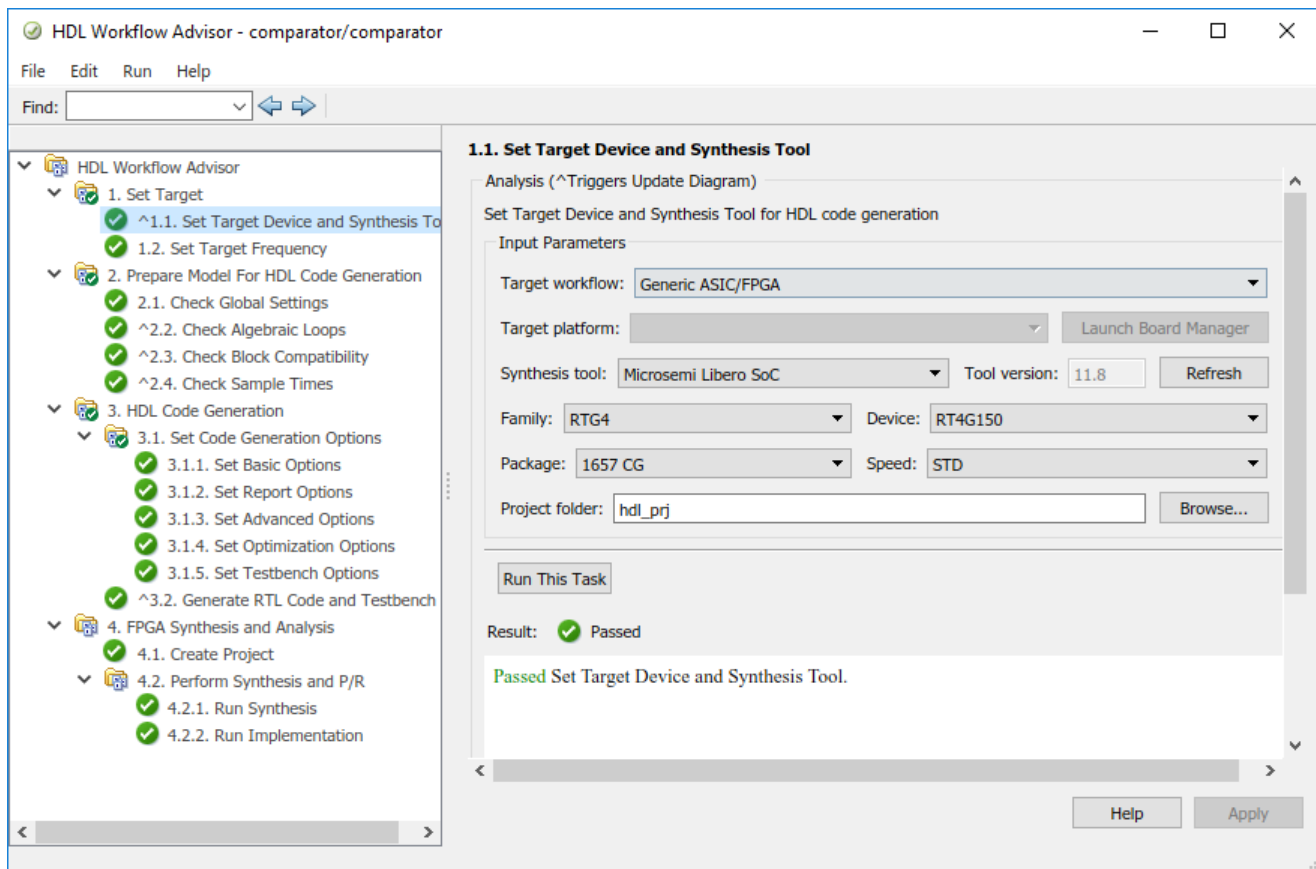 HDL Workflow Advisor - comparator/comparator
File Edit Run Help
Find:
HDL Workflow Advisor
1. Set Target
^1.1. Set Target Device and Synthesis To
1.2. Set Target Frequency
2. Prepare Model For HDL Code Generation
2.1. Check Global Settings
^2.2. Check Algebraic Loops
^2.3. Check Block Compatibility
^2.4. Check Sample Times
3. HDL Code Generation
3.1. Set Code Generation Options
3.1.1. Set Basic Options
3.1.2. Set Report Options
3.1.3. Set Advanced Options
3.1.4. Set Optimization Options
3.1.5. Set Testbench Options
^3.2. Generate RTL Code and Testbench
4. FPGA Synthesis and Analysis
4.1. Create Project
4.2. Perform Synthesis and P/R
4.2.1. Run Synthesis
4.2.2. Run Implementation
1.1. Set Target Device and Synthesis Tool
Analysis (^Triggers Update Diagram)
Set Target Device and Synthesis Tool for HDL code generation
Input Parameters
Target workflow: Generic ASIC/FPGA
Target platform: Launch Board Manager
Synthesis tool: Microsemi Libero SoC Tool version: 11.8 Refresh
Family: RTG4 Device: RT4G150
Package: 1657 CG Speed: STD
Project folder: hdl_prj Browse...
Run This Task
Result: Passed
Passed Set Target Device and Synthesis Tool.
Help Apply